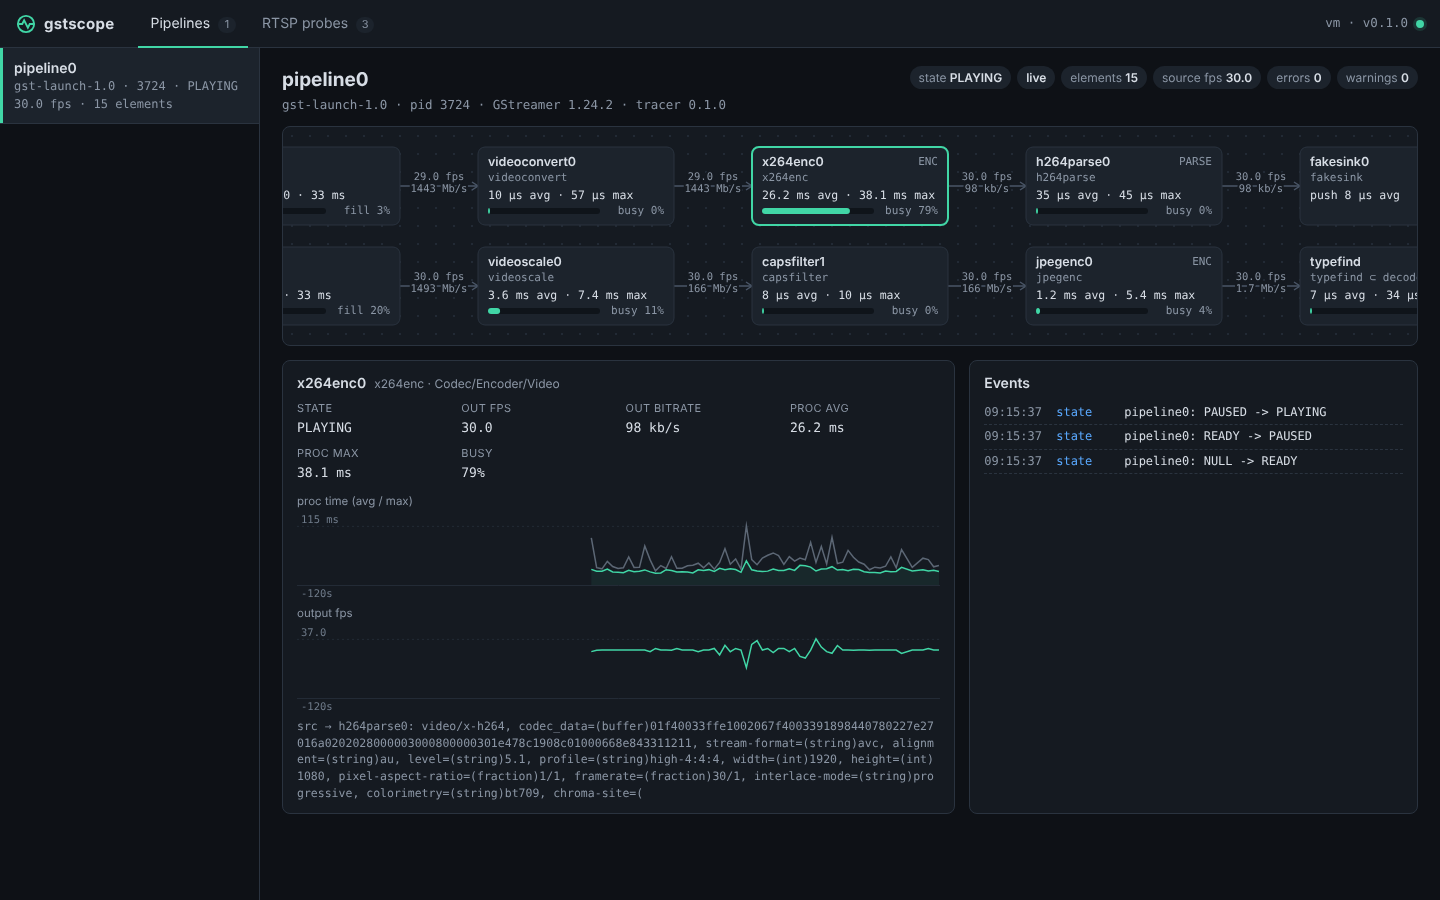 gstscope
Pipelines 1
RTSP probes 3
vm · v0.1.0
pipeline0
gst-launch-1.0 · 3724 · PLAYING
30.0 fps · 15 elements
pipeline0
state PLAYING
live
elements 15
source fps 30.0
errors 0
warnings 0
gst-launch-1.0 · pid 3724 · GStreamer 1.24.2 · tracer 0.1.0
0 · 33 ms
fill 3%
29.0 fps
1443 Mb/s
videoconvert0
videoconvert
10 µs avg · 57 µs max
busy 0%
29.0 fps
1443 Mb/s
x264enc0 ENC
x264enc
26.2 ms avg · 38.1 ms max
busy 79%
30.0 fps
98 kb/s
h264parse0 PARSE
h264parse
35 µs avg · 45 µs max
busy 0%
30.0 fps
98 kb/s
fakesink0
fakesink
push 8 µs avg
· 33 ms
fill 20%
30.0 fps
1493 Mb/s
videoscale0
videoscale
3.6 ms avg · 7.4 ms max
busy 11%
30.0 fps
166 Mb/s
capsfilter1
capsfilter
8 µs avg · 10 µs max
busy 0%
30.0 fps
166 Mb/s
jpegenc0 ENC
jpegenc
1.2 ms avg · 5.4 ms max
busy 4%
30.0 fps
1.7 Mb/s
typefind
typefind ⊂ decod
7 µs avg · 34 µs
x264enc0 x264enc · Codec/Encoder/Video
STATE OUT FPS OUT BITRATE PROC AVG
PLAYING 30.0 98 kb/s 26.2 ms
PROC MAX BUSY
38.1 ms 79%
proc time (avg / max)
115 ms
-120s
output fps
37.0
-120s
src → h264parse0: video/x-h264, codec_data=(buffer)01f40033ffe1002067f4003391898440780227e27
016a0202028000003000800000301e478c1908c01000668e843311211, stream-format=(string)avc, alignm
ent=(string)au, level=(string)5.1, profile=(string)high-4:4:4, width=(int)1920, height=(int)
1080, pixel-aspect-ratio=(fraction)1/1, framerate=(fraction)30/1, interlace-mode=(string)pro
gressive, colorimetry=(string)bt709, chroma-site=(
Events
09:15:37 state pipeline0: PAUSED -> PLAYING
09:15:37 state pipeline0: READY -> PAUSED
09:15:37 state pipeline0: NULL -> READY